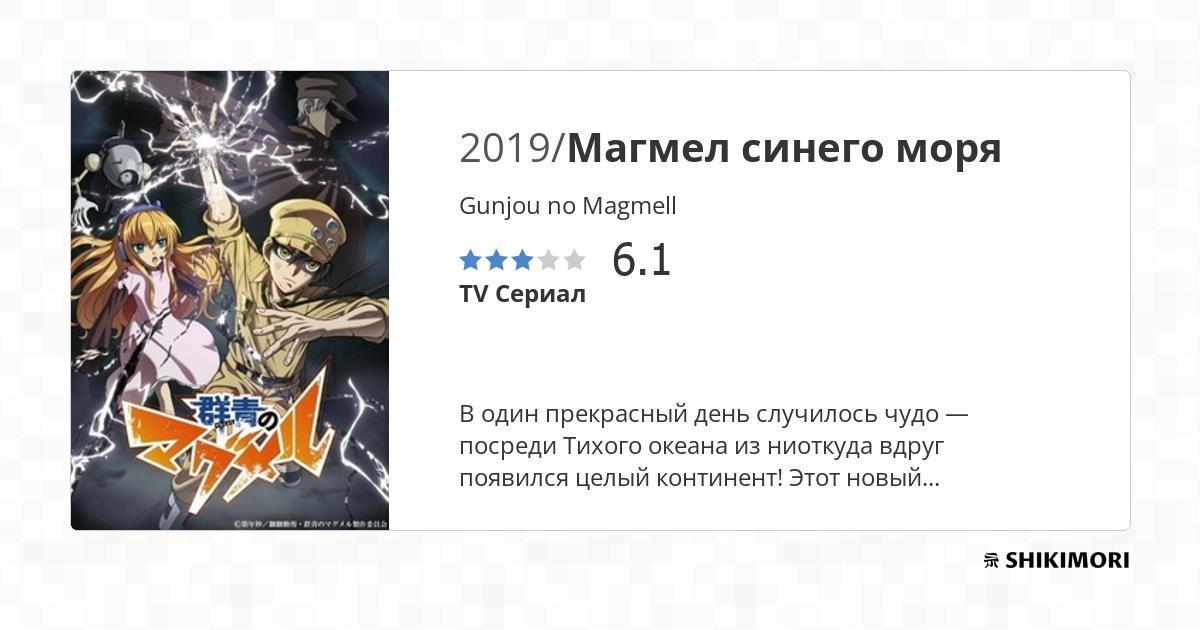 2019/Магмел синего моря
Gunjou no Magmell
6.1
TV Сериал
В один прекрасный день случилось чудо —
посреди Тихого океана из ниоткуда вдруг
появился целый континент! Этот новый...
群青の
マグメル
©第年秒／翻翻動漫・群青のマグメル製作委員会
SHIKIMORI